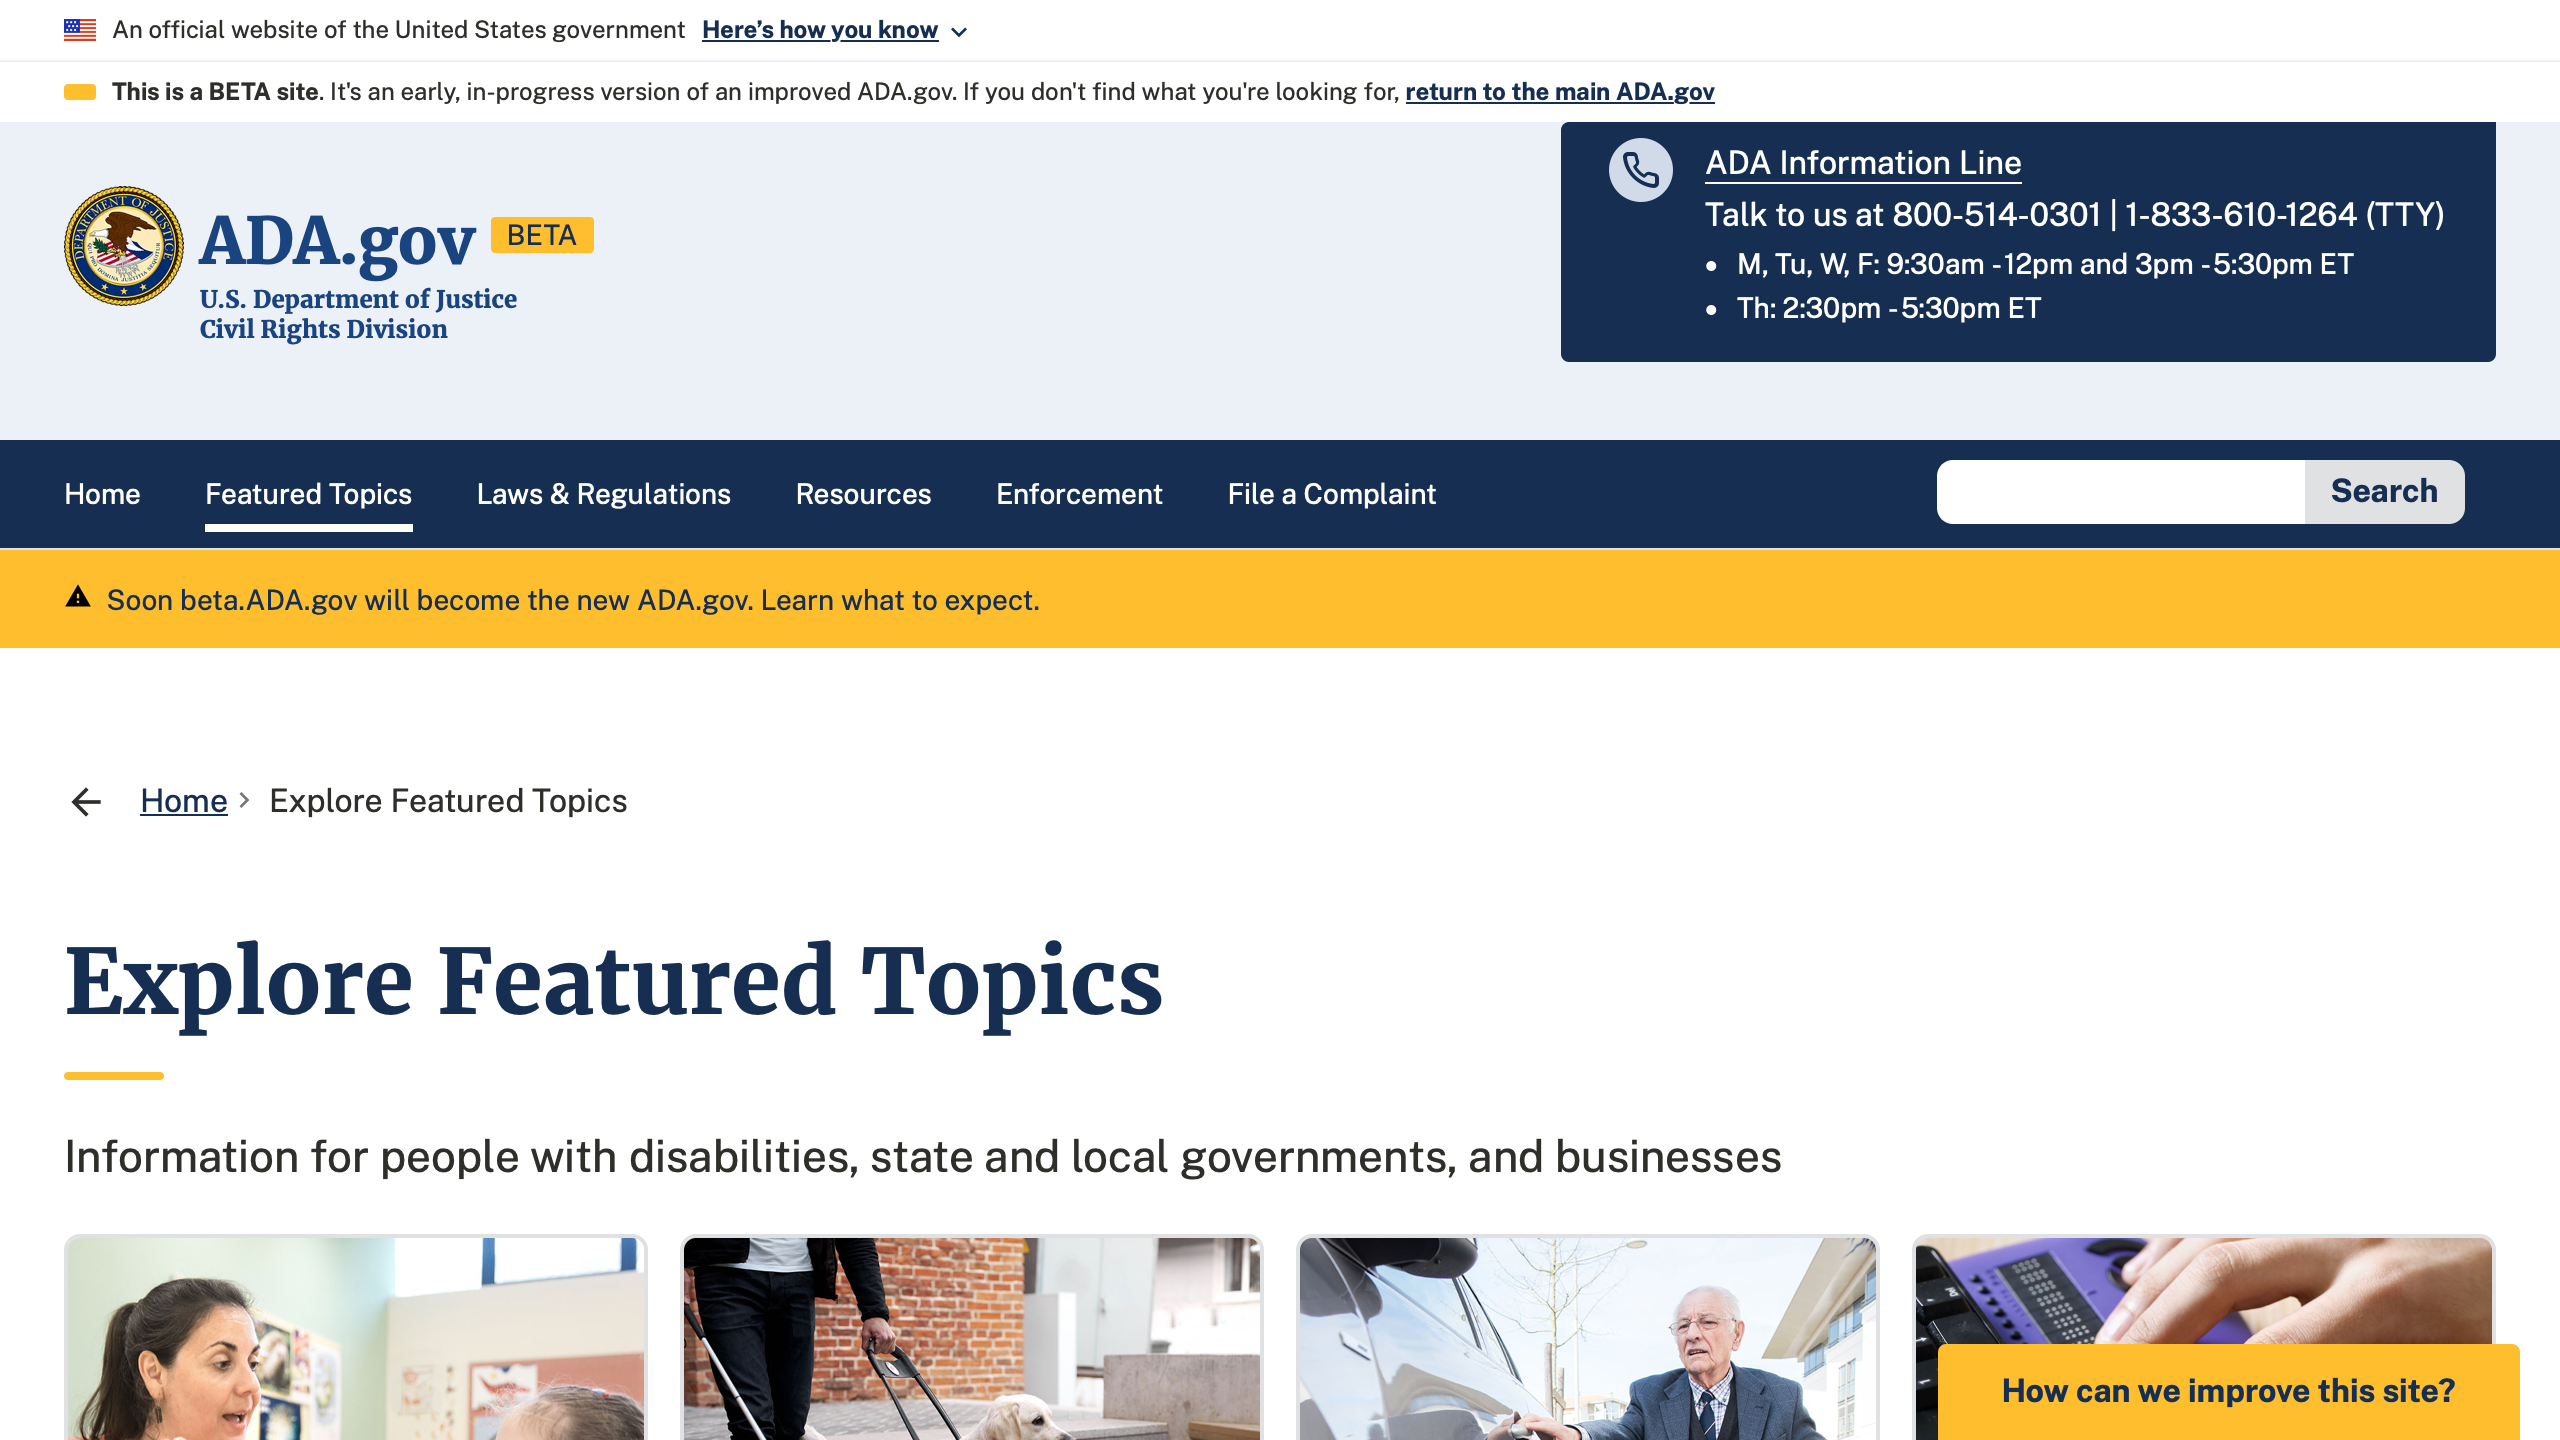 An official website of the United States government Here’s how you know
This is a BETA site. It's an early, in-progress version of an improved ADA.gov. If you don't find what you're looking for, return to the main ADA.gov
ADA.gov BETA
U.S. Department of Justice
Civil Rights Division
ADA Information Line
Talk to us at 800-514-0301 | 1-833-610-1264 (TTY)
M, Tu, W, F: 9:30am - 12pm and 3pm - 5:30pm ET
Th: 2:30pm - 5:30pm ET
Home Featured Topics Laws & Regulations Resources Enforcement File a Complaint Search
Soon beta.ADA.gov will become the new ADA.gov. Learn what to expect.
Home Explore Featured Topics
Explore Featured Topics
Information for people with disabilities, state and local governments, and businesses
How can we improve this site?